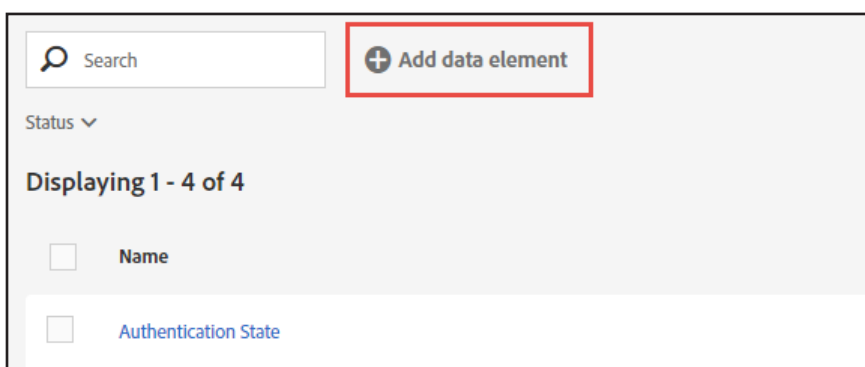 Search
Add data element
Status
Displaying 1 - 4 of 4
Name
Authentication State